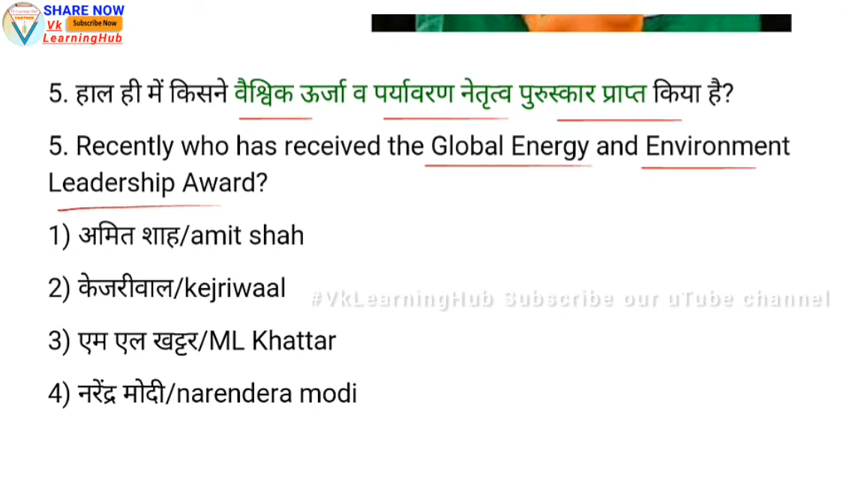 SHARE NOW
Vk
Subscribe Now
LearningHub
5. हाल ही में किसने वैश्विक ऊर्जा व पर्यावरण नेतृत्व पुरुस्कार प्राप्त किया है?
5. Recently who has received the Global Energy and Environment
Leadership Award?
1) अमित शाह/amit shah
2) केजरीवाल/kejriwaal
#VkLearningHub Subscribe our uTube channel
3) एम एल खट्टर/ML Khattar
4) नरेंद्र मोदी/narendera modi